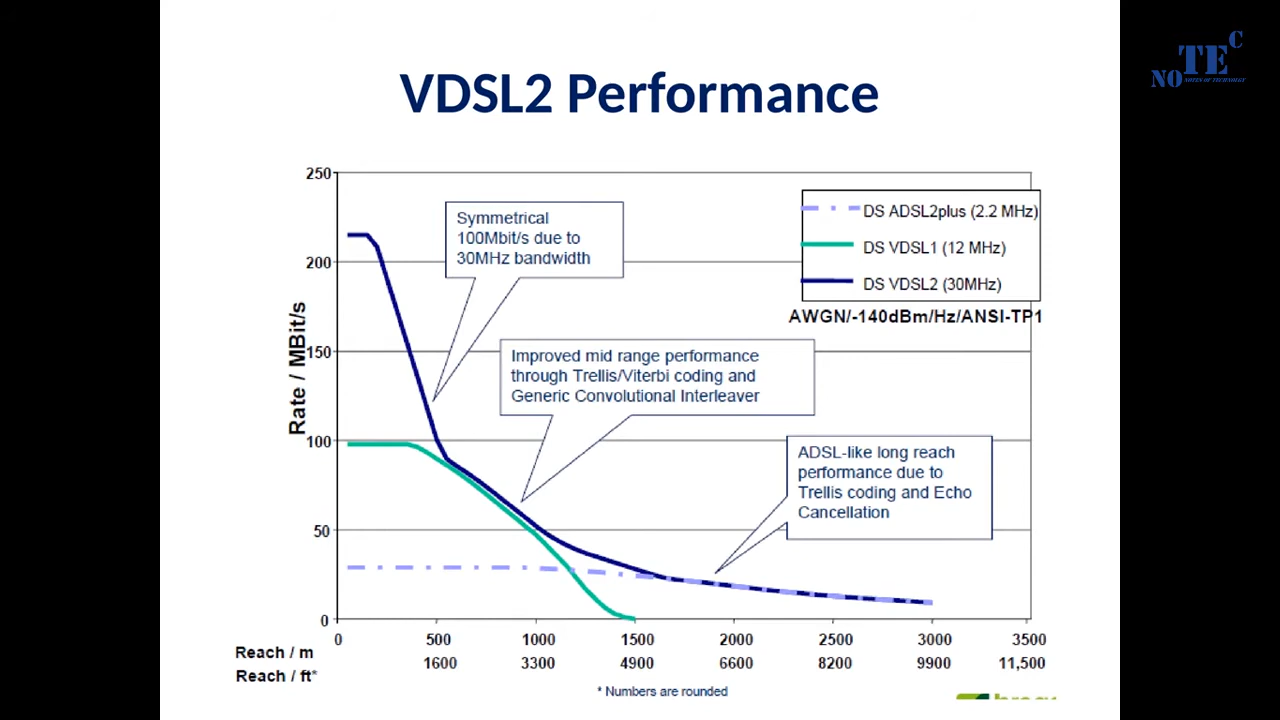 NO TE C
NOTES OF TECHNOLOGY
VDSL2 Performance
250
200
150
100
50
0
Rate / MBit/s
Symmetrical
100Mbit/s due to
30MHz bandwidth
DS ADSL2plus (2.2 MHz)
DS VDSL1 (12 MHz)
DS VDSL2 (30MHz)
AWGN/-140dBm/Hz/ANSI-TP1
Improved mid range performance
through Trellis/Viterbi coding and
Generic Convolutional Interleaver
ADSL-like long reach
performance due to
Trellis coding and Echo
Cancellation
0 500 1000 1500 2000 2500 3000 3500
Reach / m
1600 3300 4900 6600 8200 9900 11,500
Reach / ft*
* Numbers are rounded